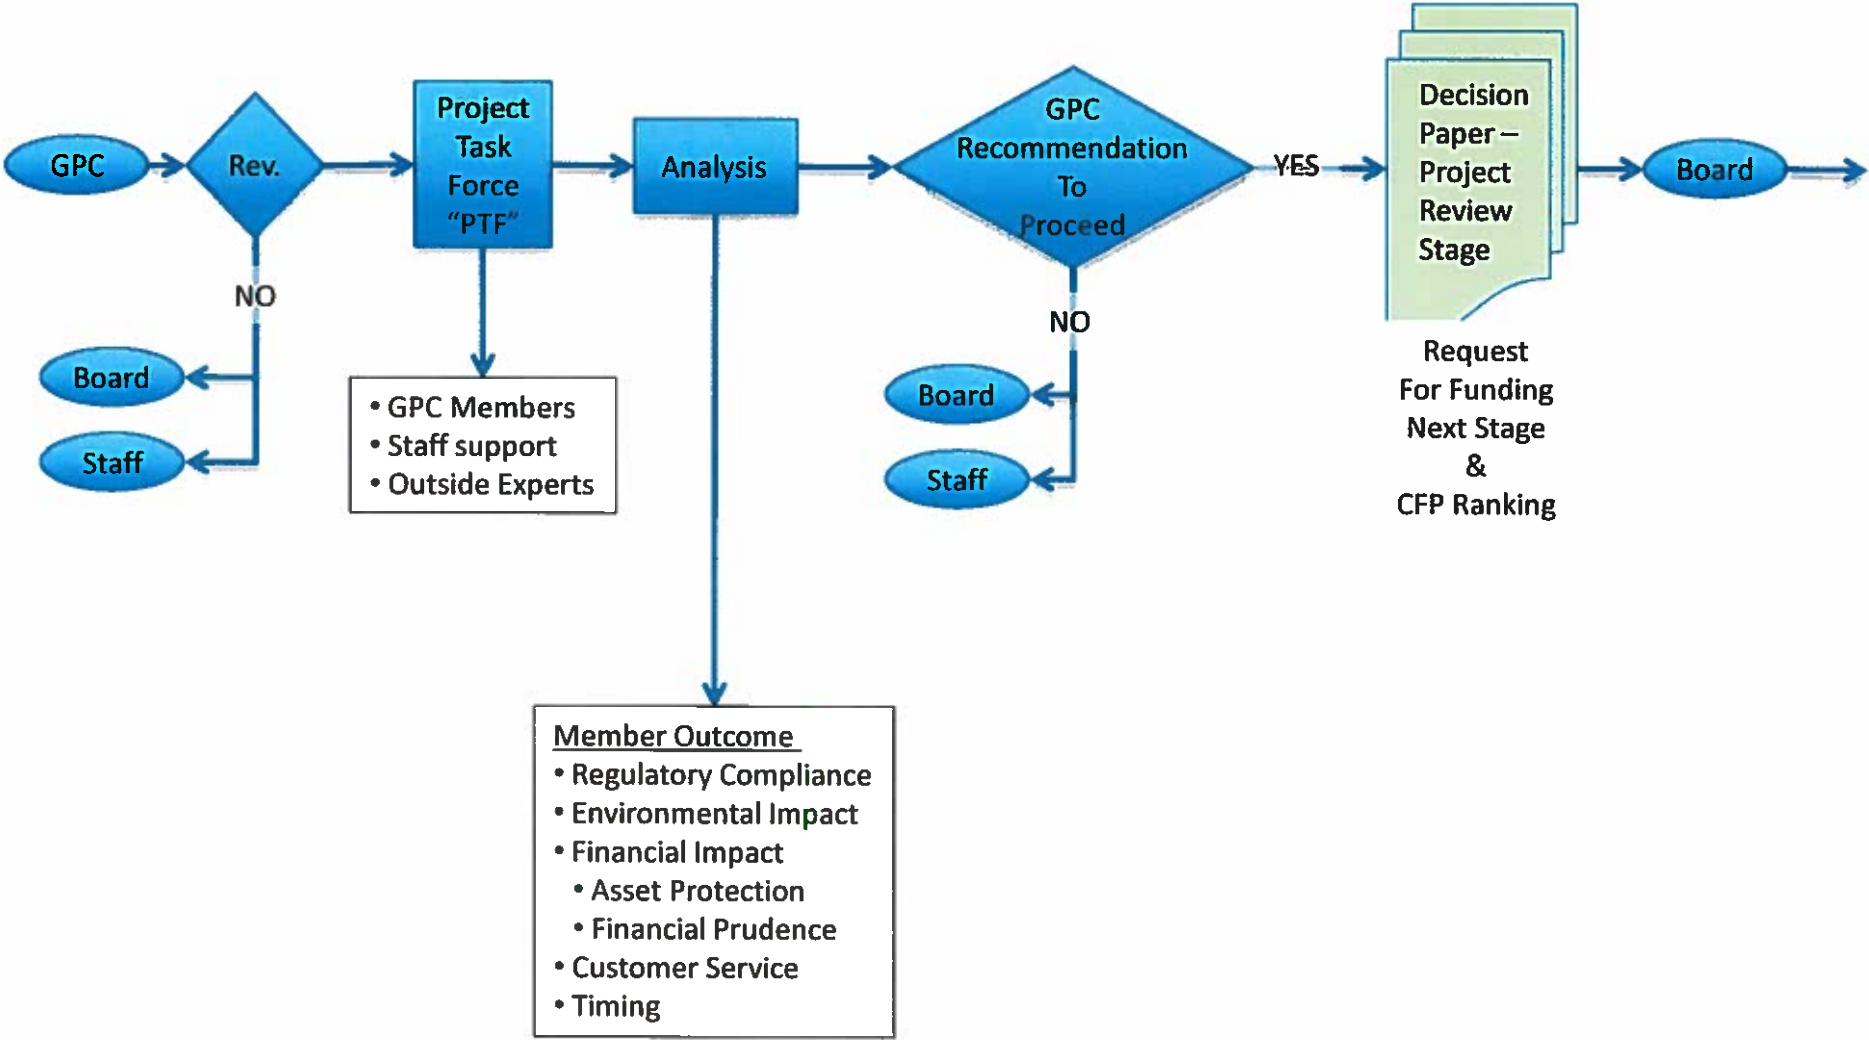 GPC
Rev.
Project
Task
Force
“PTF”
Analysis
GPC
Recommendation
To
Proceed
YES
Decision
Paper –
Project
Review
Stage
Board
NO
Board
Staff
• GPC Members
• Staff support
• Outside Experts
NO
Board
Staff
Request
For Funding
Next Stage
&
CFP Ranking
Member Outcome
• Regulatory Compliance
• Environmental Impact
• Financial Impact
• Asset Protection
• Financial Prudence
• Customer Service
• Timing